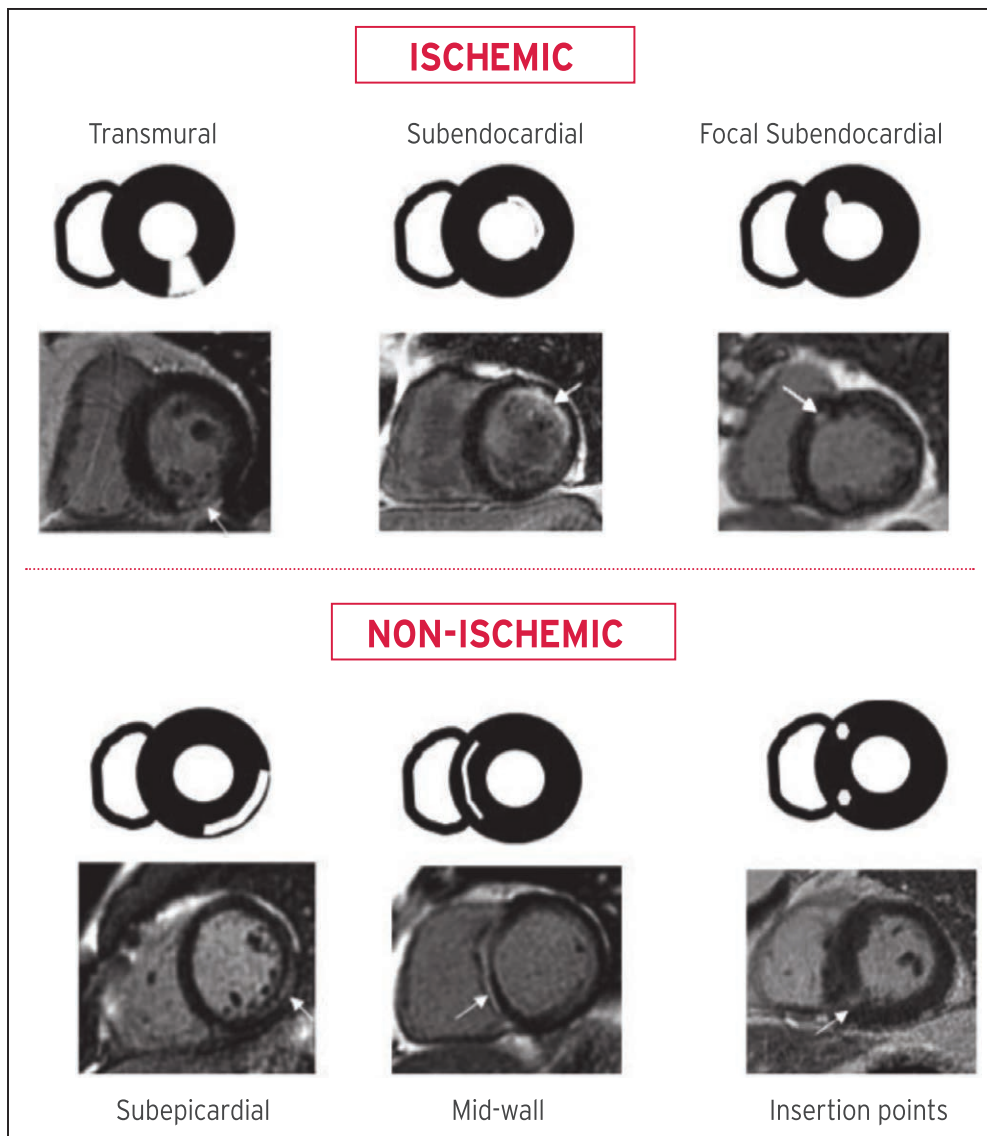 ISCHEMIC
Transmural
Subendocardial
Focal Subendocardial
NON-ISCHEMIC
Subepicardial
Mid-wall
Insertion points